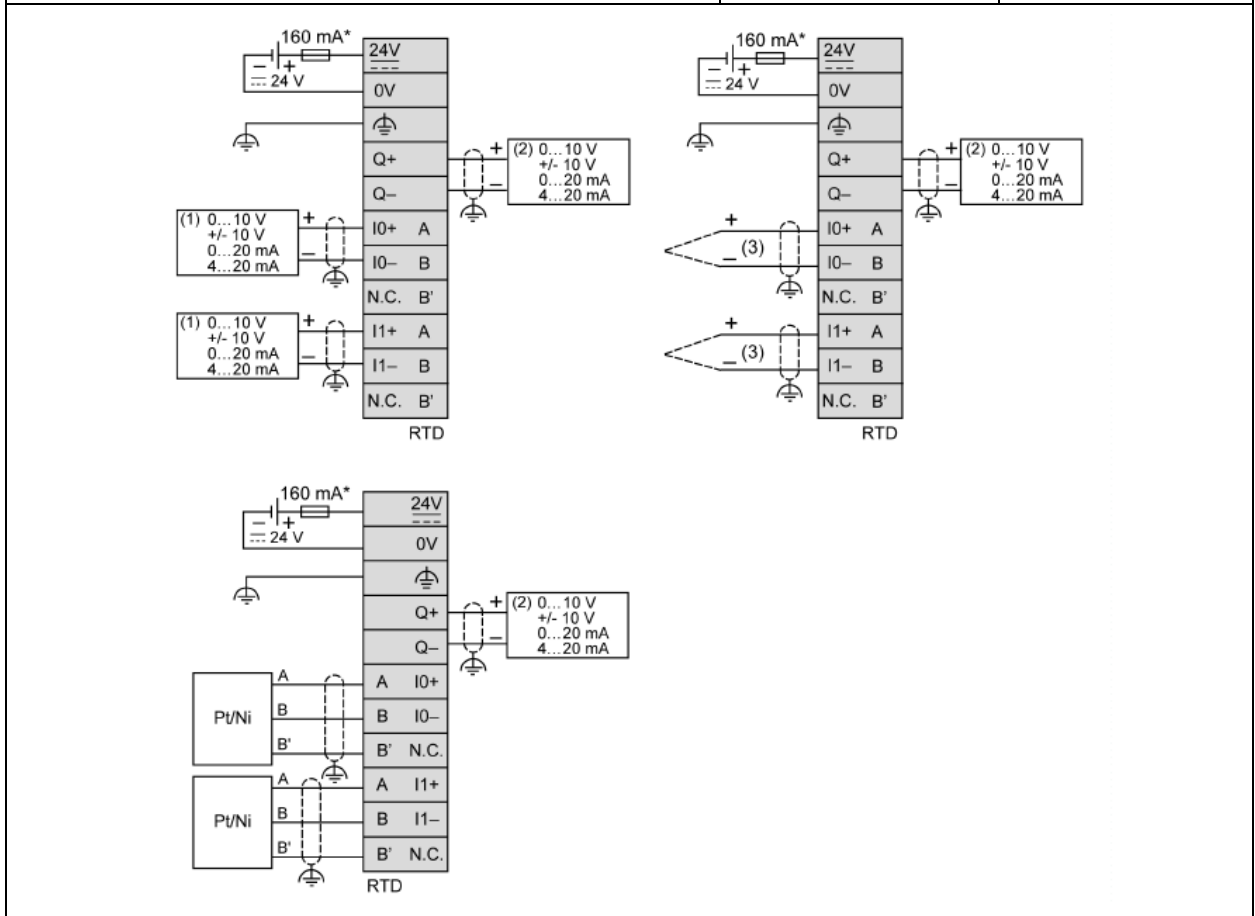 160 mA*
24V
− +
24 V
0V
Q+
+ (2) 0...10 V
+/- 10 V
0...20 mA
− 4...20 mA
Q–
(1) 0...10 V +
+/- 10 V
0...20 mA −
4...20 mA
I0+ A
I0– B
N.C. B'
(1) 0...10 V +
+/- 10 V
0...20 mA −
4...20 mA
I1+ A
I1– B
N.C. B'
RTD
160 mA*
24V
− +
24 V
0V
Q+
+ (2) 0...10 V
+/- 10 V
0...20 mA
− 4...20 mA
Q–
+
(3)
−
I0+ A
I0– B
N.C. B'
+
(3)
−
I1+ A
I1– B
N.C. B'
RTD
160 mA*
24V
− +
24 V
0V
Q+
+ (2) 0...10 V
+/- 10 V
0...20 mA
− 4...20 mA
Q–
Pt/Ni
A A I0+
B B I0–
B' B' N.C.
Pt/Ni
A A I1+
B B I1–
B' B' N.C.
RTD